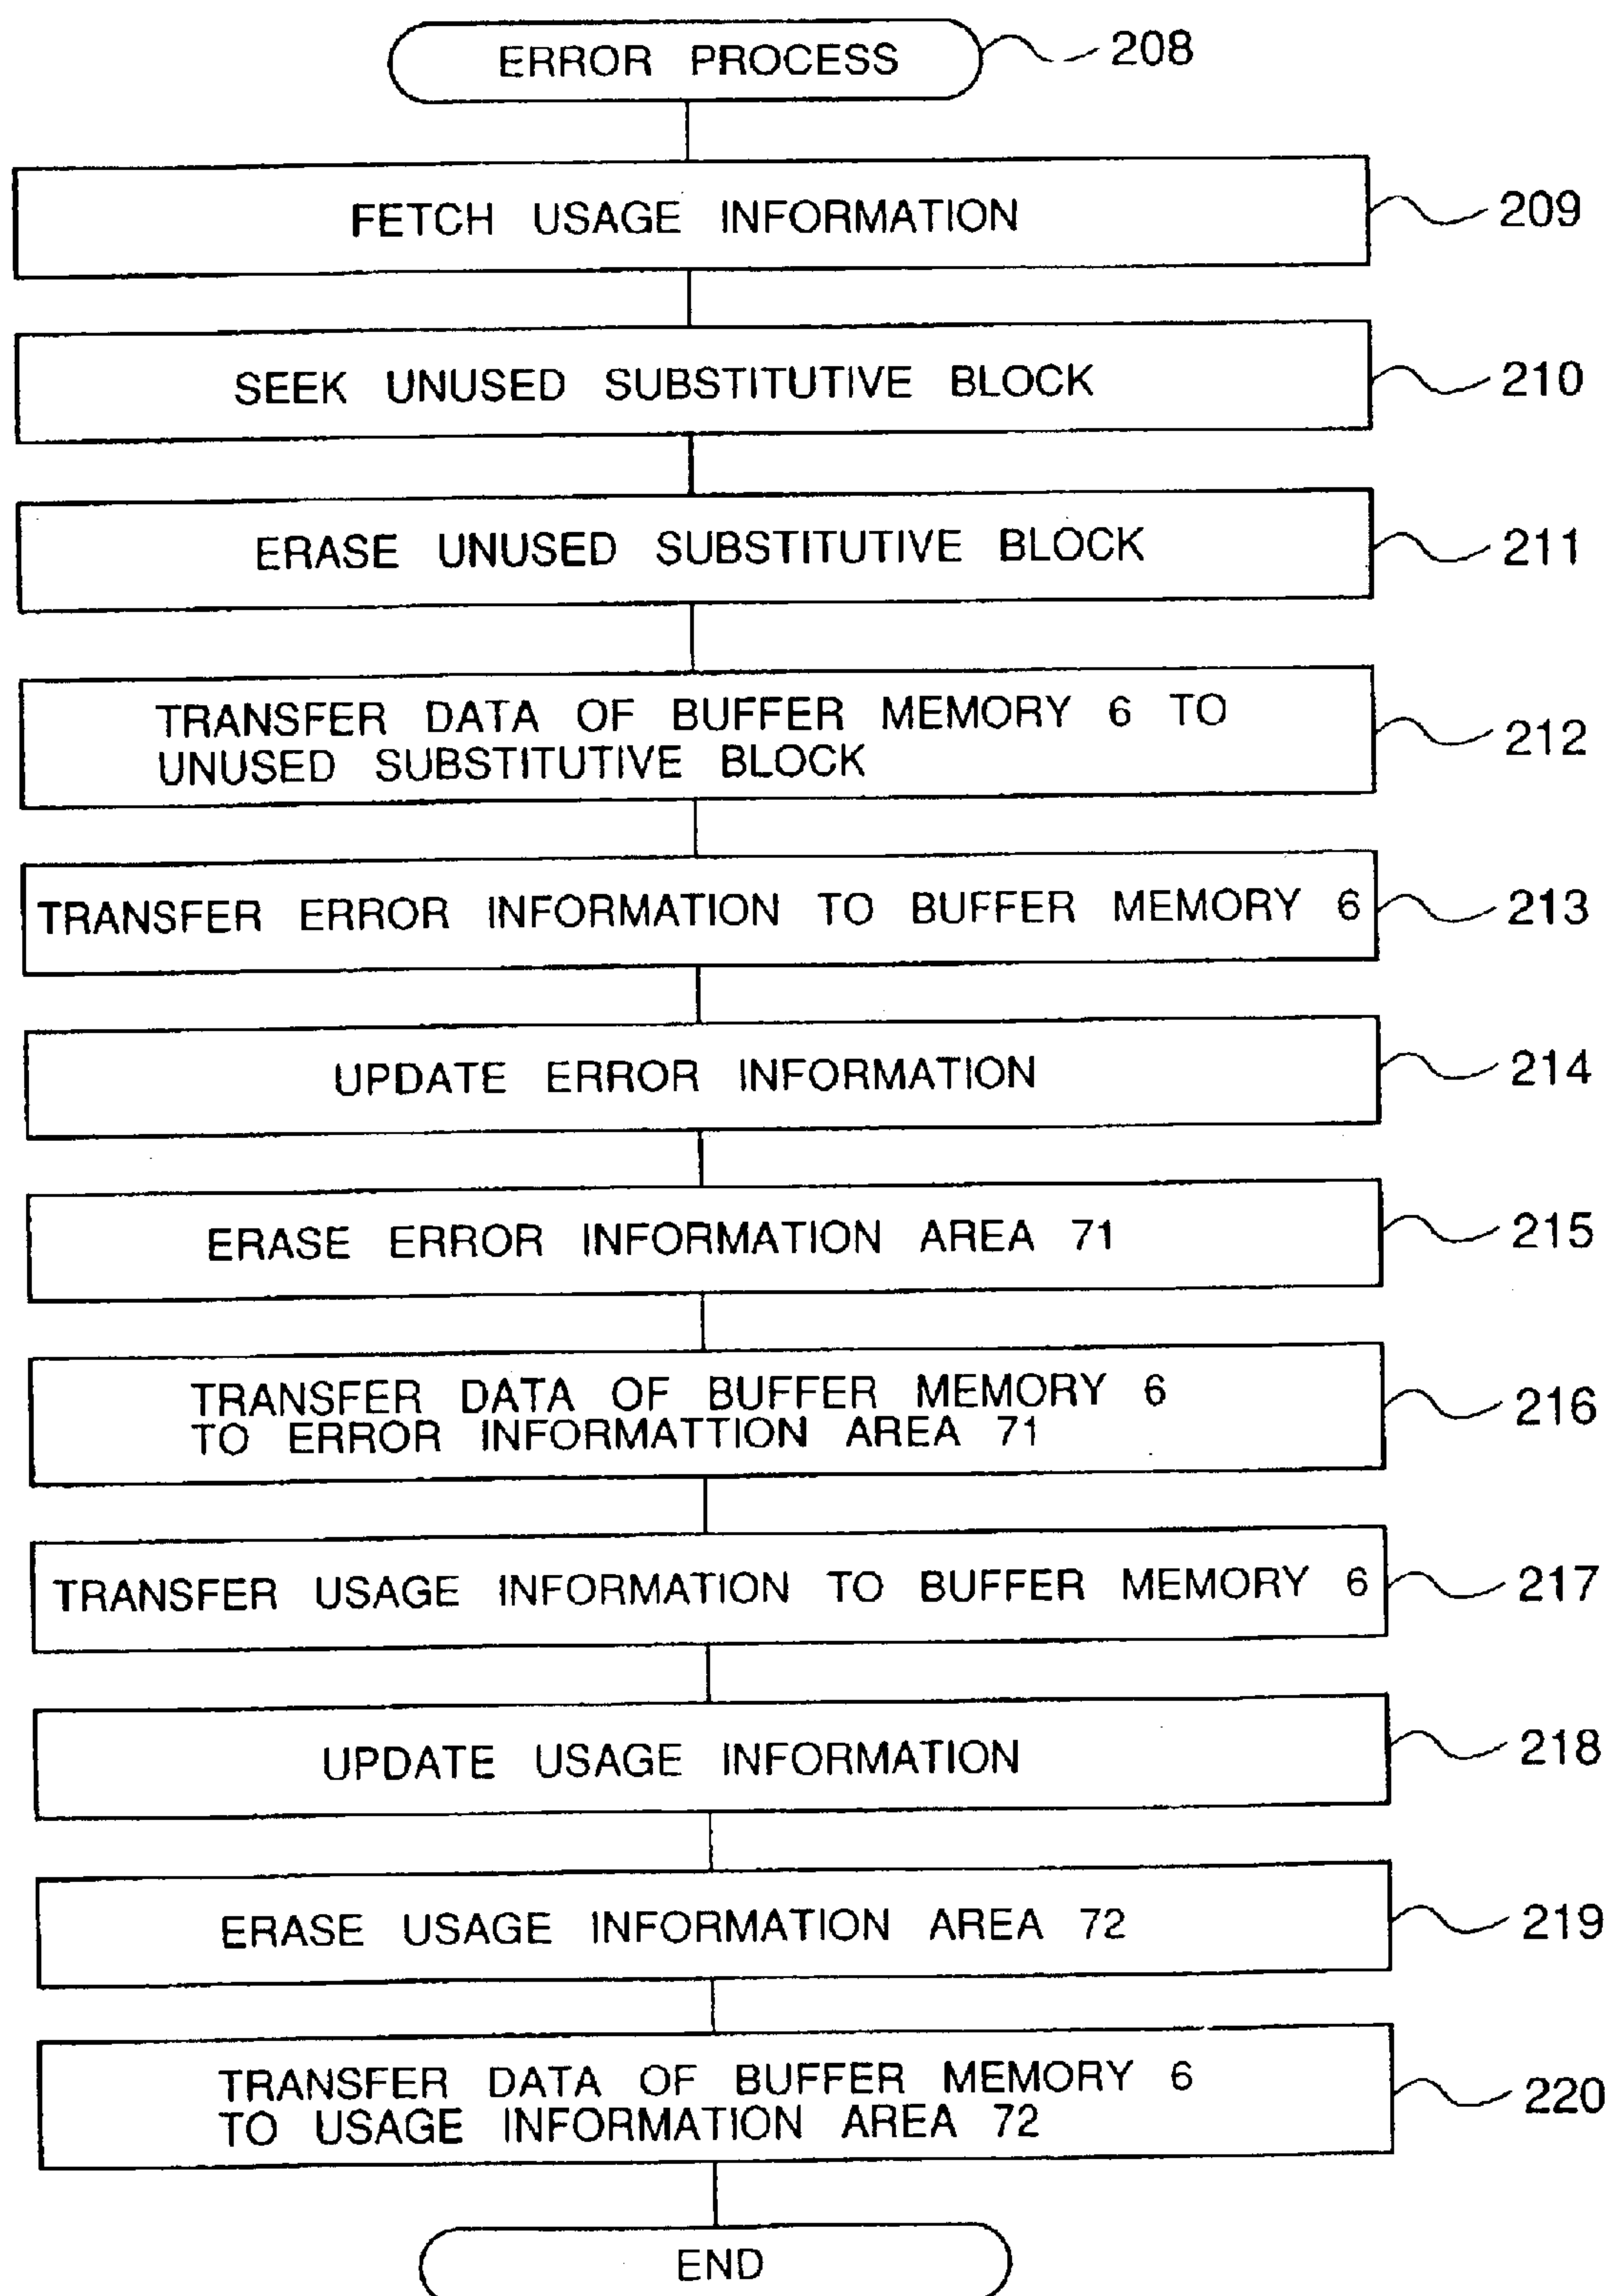 ERROR PROCESS 208
FETCH USAGE INFORMATION 209
SEEK UNUSED SUBSTITUTIVE BLOCK 210
ERASE UNUSED SUBSTITUTIVE BLOCK 211
TRANSFER DATA OF BUFFER MEMORY 6 TO
UNUSED SUBSTITUTIVE BLOCK
212
TRANSFER ERROR INFORMATION TO BUFFER MEMORY 6 213
UPDATE ERROR INFORMATION 214
ERASE ERROR INFORMATION AREA 71 215
TRANSFER DATA OF BUFFER MEMORY 6
TO ERROR INFORMATTION AREA 71
216
TRANSFER USAGE INFORMATION TO BUFFER MEMORY 6 217
UPDATE USAGE INFORMATION 218
ERASE USAGE INFORMATION AREA 72 219
TRANSFER DATA OF BUFFER MEMORY 6
TO USAGE INFORMATION AREA 72
220
END